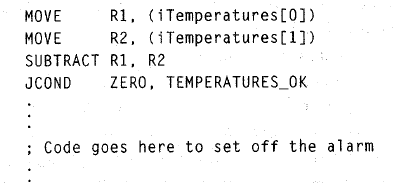 MOVE R1, (iTemperatures[0])
MOVE R2, (iTemperatures[1])
SUBTRACT R1, R2
JCOND ZERO, TEMPERATURES_OK
.
.
.
; Code goes here to set off the alarm
.
.